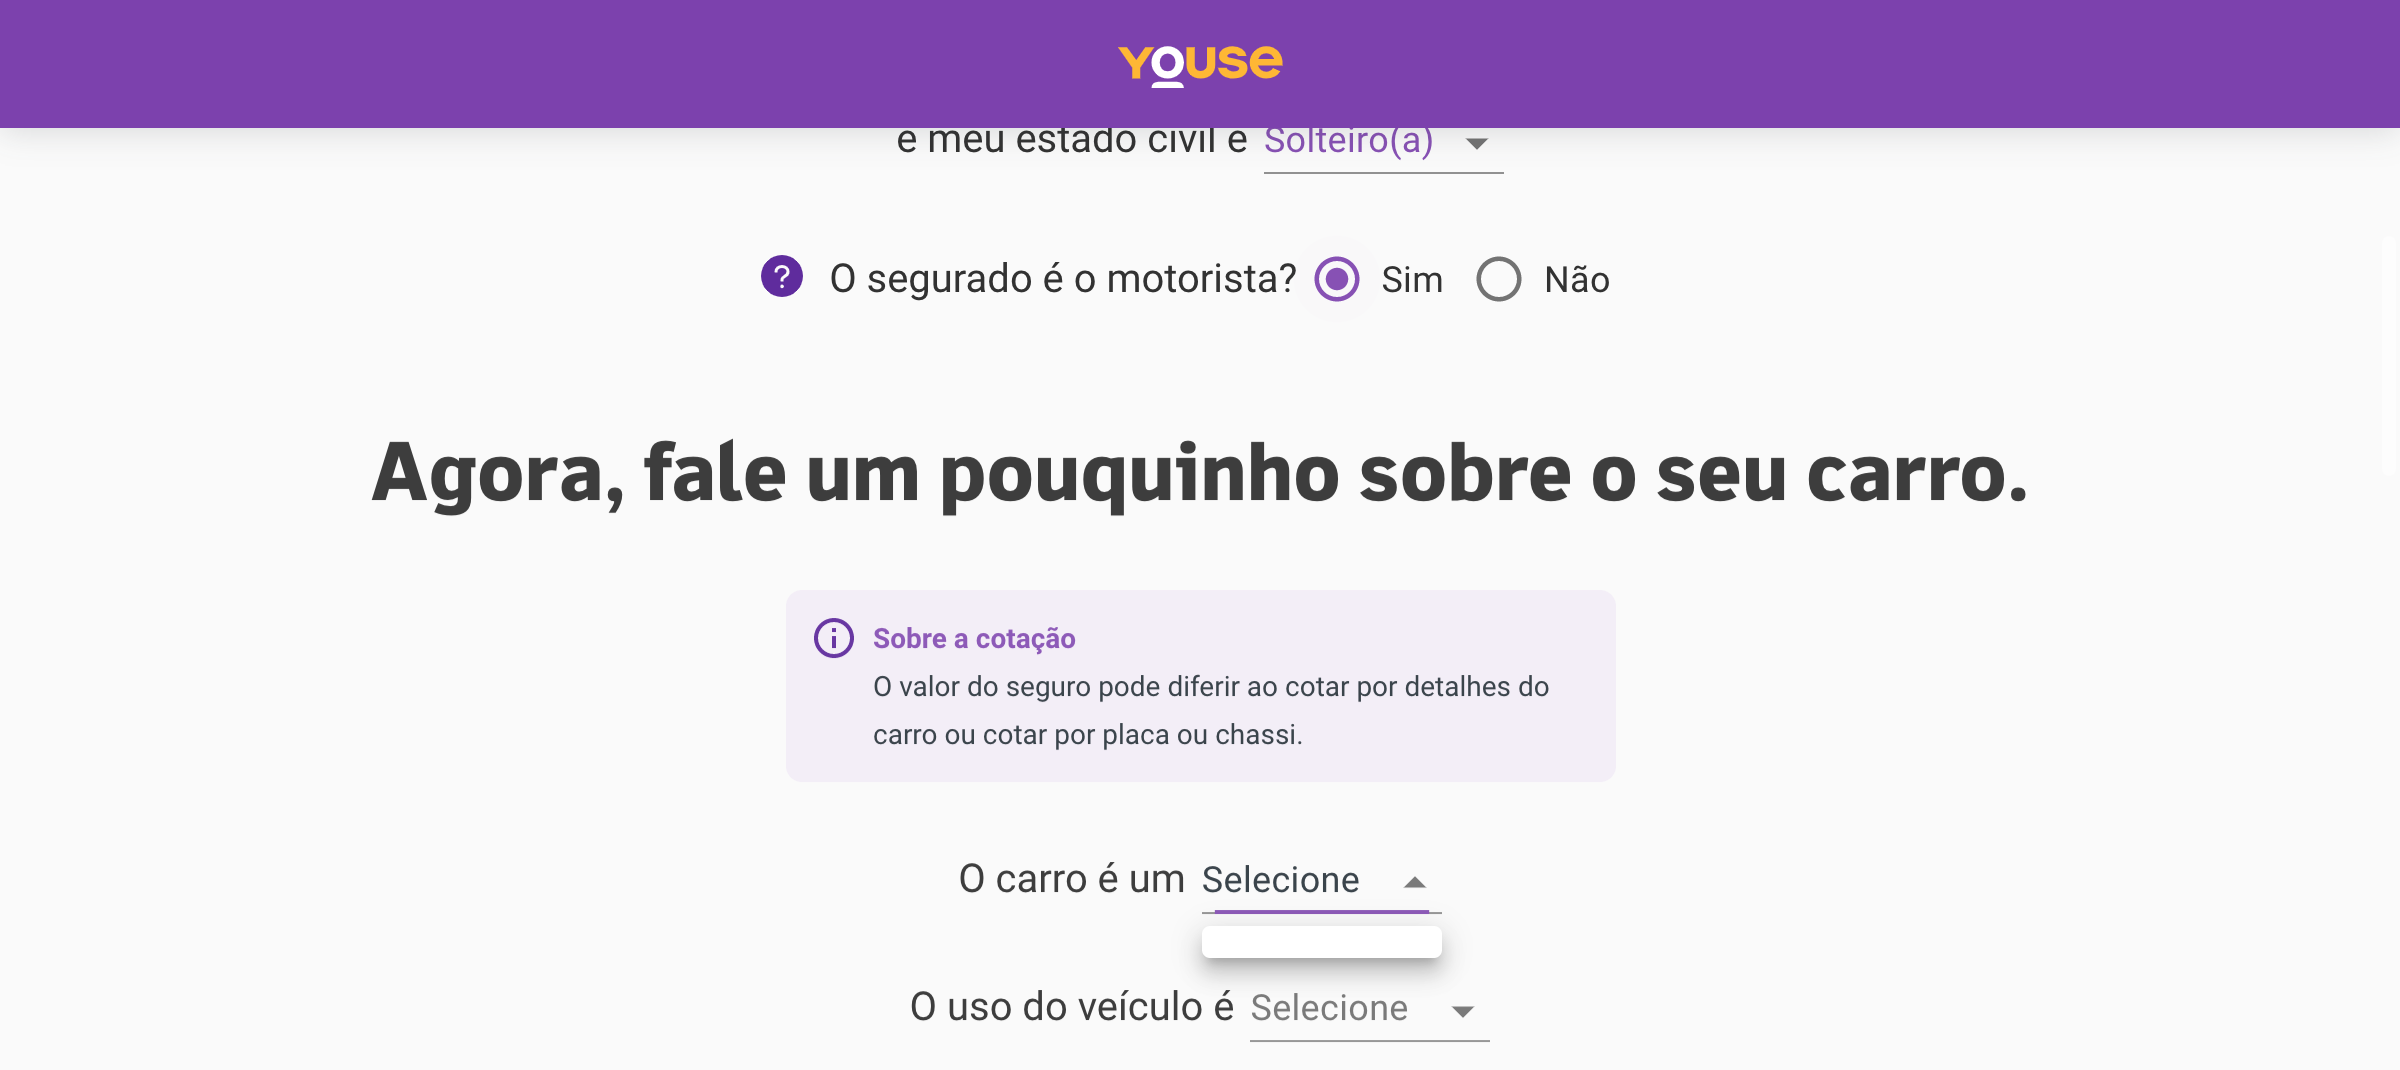 YOUSE
e meu estado civil é Solteiro(a)
? O segurado é o motorista? Sim Não
Agora, fale um pouquinho sobre o seu carro.
Sobre a cotação
O valor do seguro pode diferir ao cotar por detalhes do
carro ou cotar por placa ou chassi.
O carro é um Selecione
O uso do veículo é Selecione